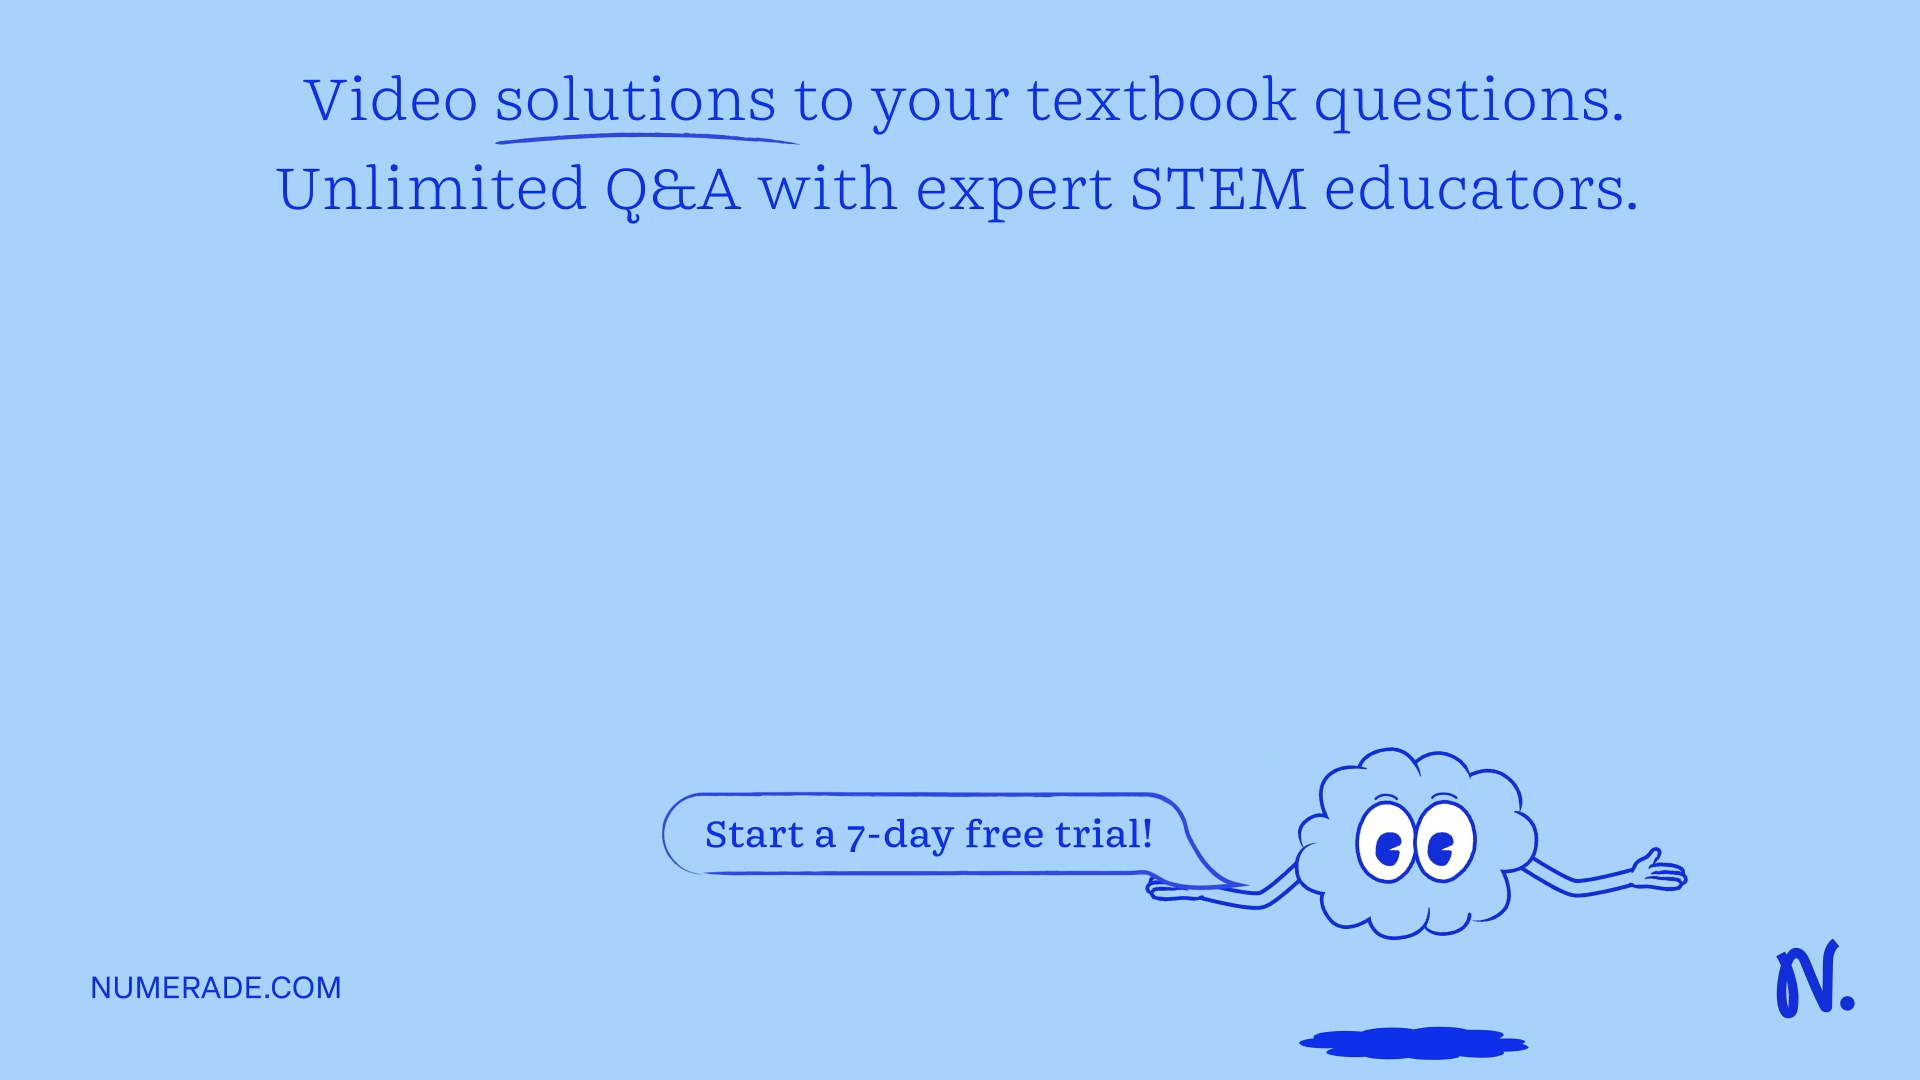 Video solutions to your textbook questions.
Unlimited Q&A with expert STEM educators.
Start a 7-day free trial!
NUMERADE.COM
N.